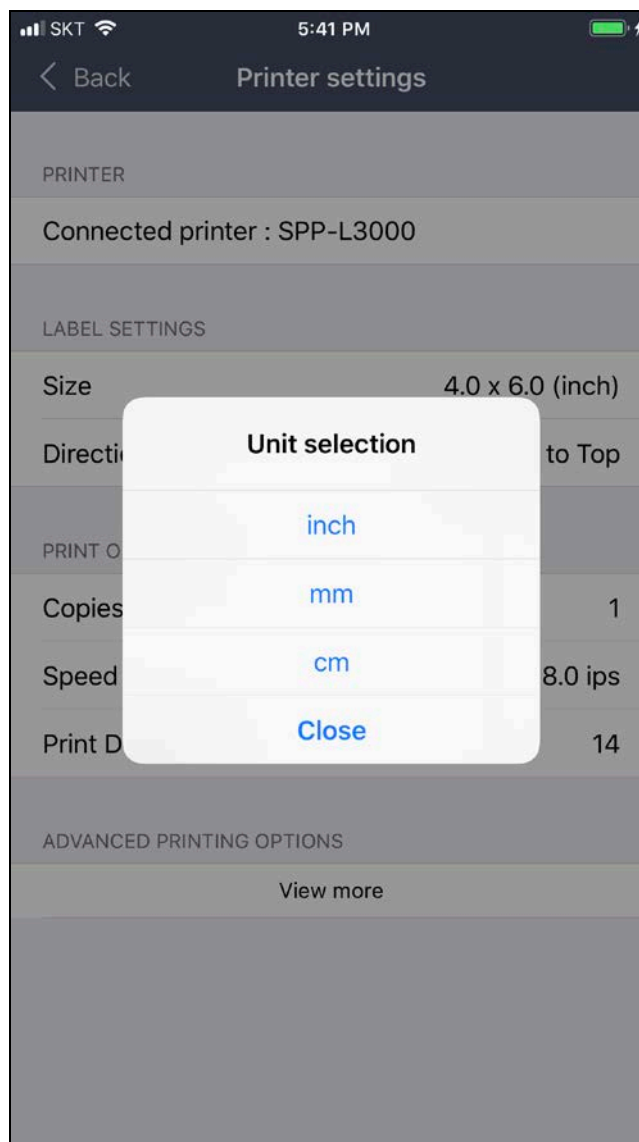 SKT 5:41 PM
Back Printer settings
PRINTER
Connected printer : SPP-L3000
LABEL SETTINGS
Size 4.0 x 6.0 (inch)
Directi to Top
Unit selection
inch
PRINT O
mm
Copies 1
cm
Speed 8.0 ips
Close
Print D 14
ADVANCED PRINTING OPTIONS
View more